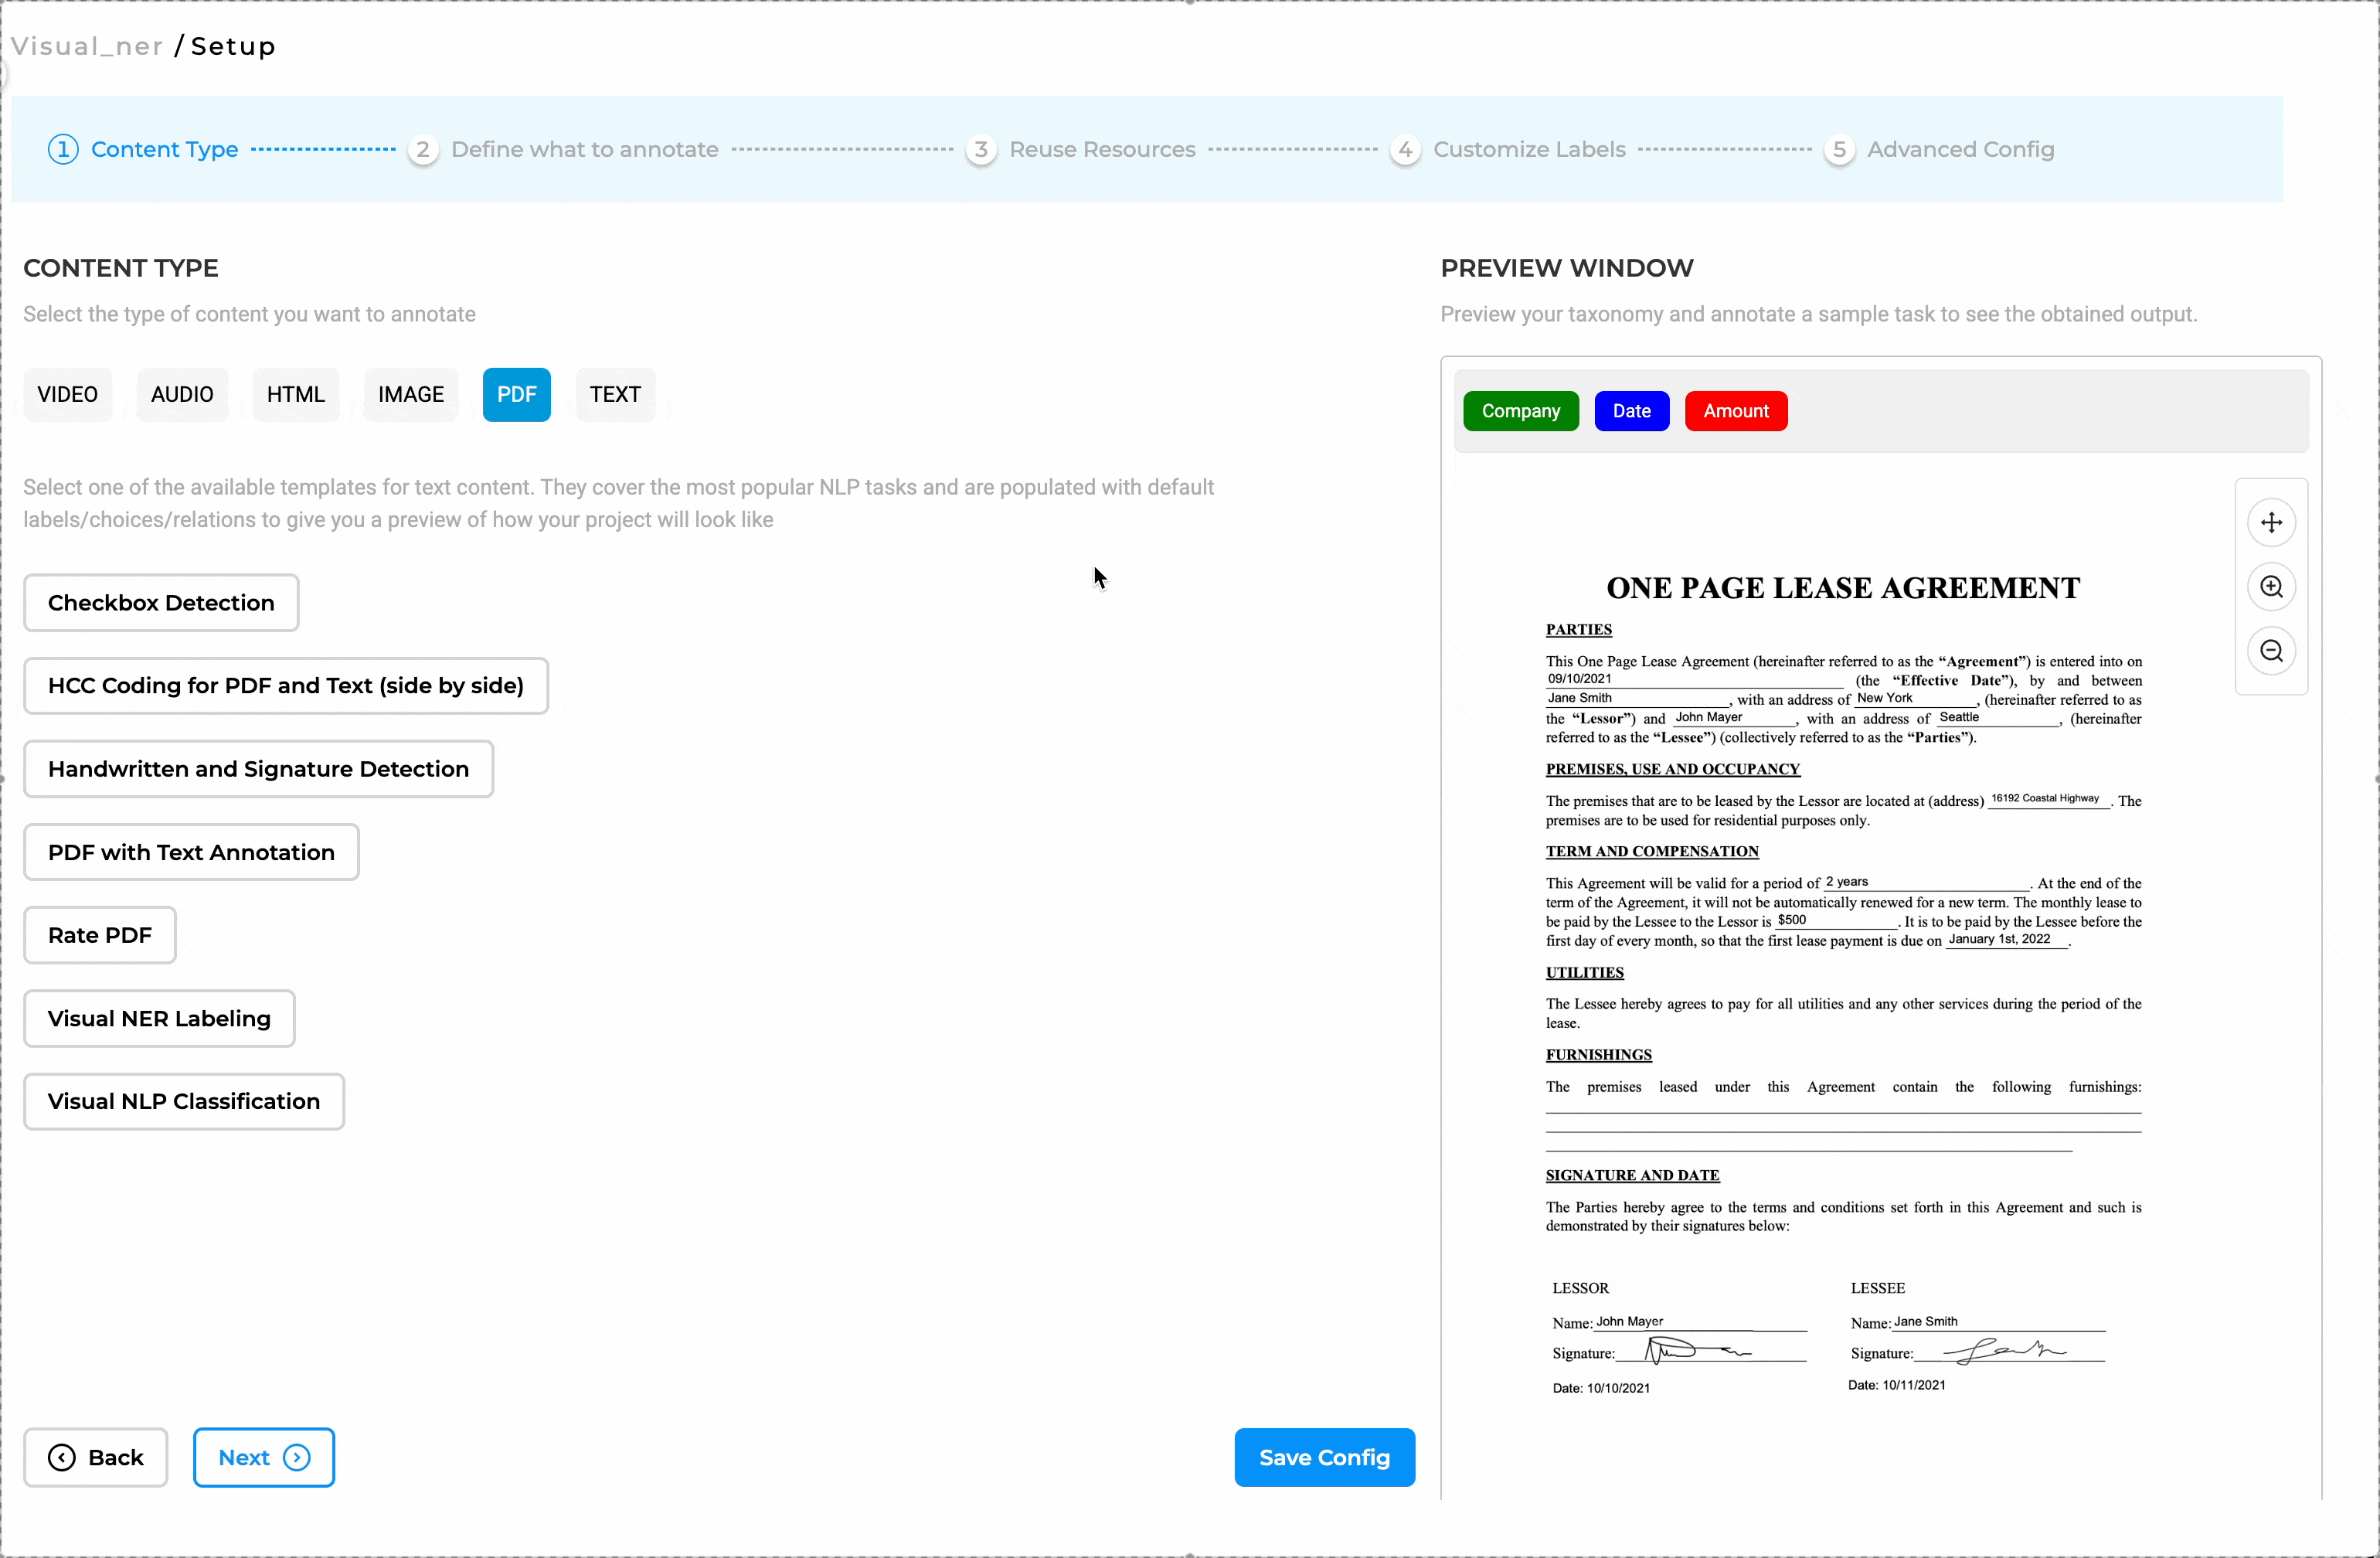 Visual_ner / Setup
1 Content Type 2 Define what to annotate 3 Reuse Resources 4 Customize Labels 5 Advanced Config
CONTENT TYPE
Select the type of content you want to annotate
VIDEO AUDIO HTML IMAGE PDF TEXT
Select one of the available templates for text content. They cover the most popular NLP tasks and are populated with default
labels/choices/relations to give you a preview of how your project will look like
Checkbox Detection
HCC Coding for PDF and Text (side by side)
Handwritten and Signature Detection
PDF with Text Annotation
Rate PDF
Visual NER Labeling
Visual NLP Classification
Back Next Save Config
PREVIEW WINDOW
Preview your taxonomy and annotate a sample task to see the obtained output.
Company Date Amount
ONE PAGE LEASE AGREEMENT
PARTIES
This One Page Lease Agreement (hereinafter referred to as the “Agreement”) is entered into on
09/10/2021 (the “Effective Date”), by and between
Jane Smith, with an address of New York, (hereinafter referred to as
the “Lessor”) and John Mayer, with an address of Seattle, (hereinafter
referred to as the “Lessee”) (collectively referred to as the “Parties”).
PREMISES, USE AND OCCUPANCY
The premises that are to be leased by the Lessor are located at (address) 16192 Coastal Highway. The
premises are to be used for residential purposes only.
TERM AND COMPENSATION
This Agreement will be valid for a period of 2 years. At the end of the
term of the Agreement, it will not be automatically renewed for a new term. The monthly lease to
be paid by the Lessee to the Lessor is $500. It is to be paid by the Lessee before the
first day of every month, so that the first lease payment is due on January 1st, 2022.
UTILITIES
The Lessee hereby agrees to pay for all utilities and any other services during the period of the
lease.
FURNISHINGS
The premises leased under this Agreement contain the following furnishings:
SIGNATURE AND DATE
The Parties hereby agree to the terms and conditions set forth in this Agreement and such is
demonstrated by their signatures below:
LESSOR
Name: John Mayer
Signature:
Date: 10/10/2021
LESSEE
Name: Jane Smith
Signature:
Date: 10/11/2021